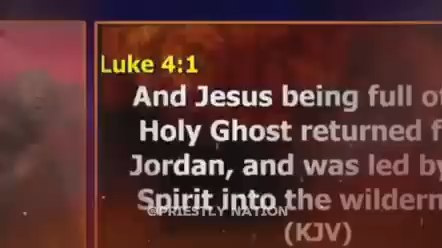 Luke 4:1
And Jesus being full
Holy Ghost returned
Jordan, and was led by
Spirit into the
©PRIESTLY NATION
(KJV)